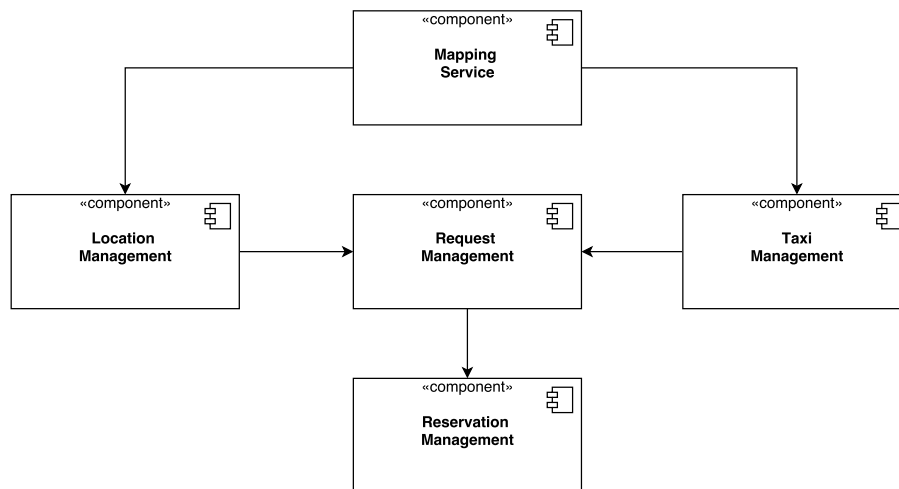 «component»
Mapping
Service
«component»
Location
Management
«component»
Request
Management
«component»
Taxi
Management
«component»
Reservation
Management